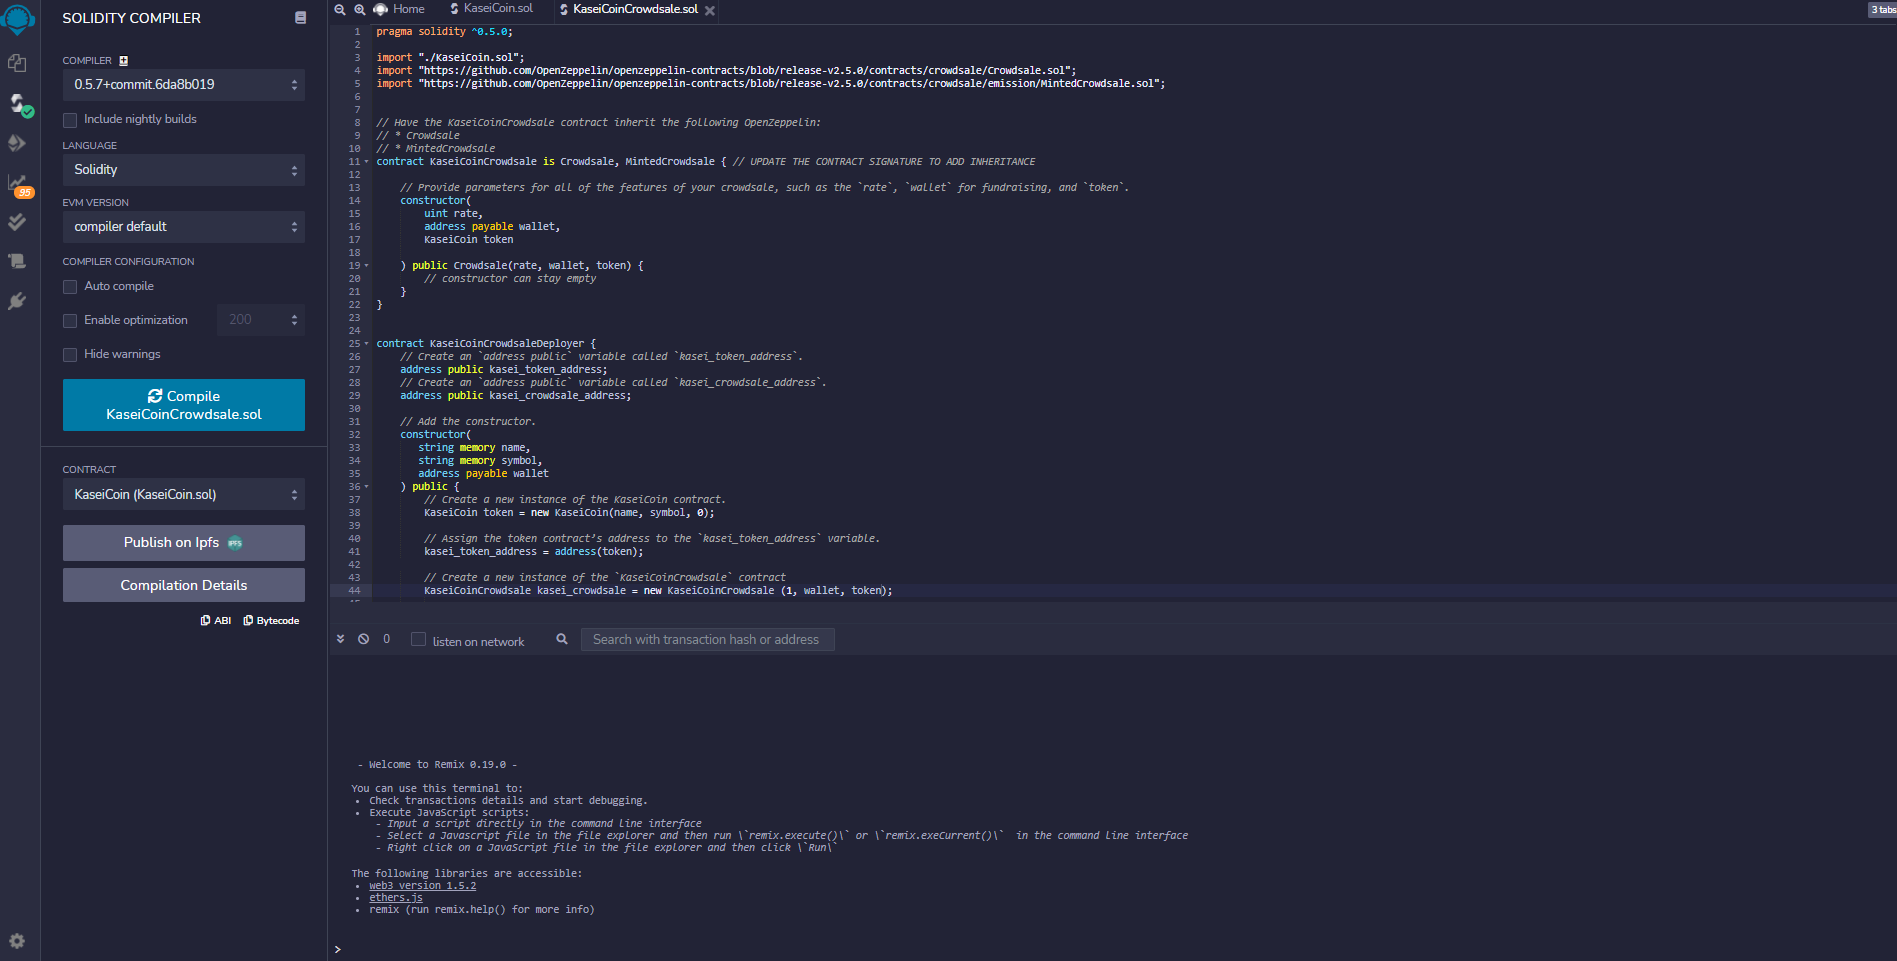 SOLIDITY COMPILER
COMPILER
0.5.7+commit.6da8b019
Include nightly builds
LANGUAGE
Solidity
EVM VERSION
compiler default
COMPILER CONFIGURATION
Auto compile
Enable optimization
200
Hide warnings
Compile
KaseiCoinCrowdsale.sol
CONTRACT
KaseiCoin (KaseiCoin.sol)
Publish on Ipfs
IPFS
Compilation Details
ABI Bytecode
95
Home KaseiCoin.sol KaseiCoinCrowdsale.sol
3 tabs
1 pragma solidity ^0.5.0;
2
3 import "./KaseiCoin.sol";
4 import "https://github.com/OpenZeppelin/openzeppelin-contracts/blob/release-v2.5.0/contracts/crowdsale/Crowdsale.sol";
5 import "https://github.com/OpenZeppelin/openzeppelin-contracts/blob/release-v2.5.0/contracts/crowdsale/emission/MintedCrowdsale.sol";
6
7
8 // Have the KaseiCoinCrowdsale contract inherit the following OpenZeppelin:
9 // * Crowdsale
10 // * MintedCrowdsale
11 contract KaseiCoinCrowdsale is Crowdsale, MintedCrowdsale { // UPDATE THE CONTRACT SIGNATURE TO ADD INHERITANCE
12
13 // Provide parameters for all of the features of your crowdsale, such as the `rate`, `wallet` for fundraising, and `token`.
14 constructor(
15 uint rate,
16 address payable wallet,
17 KaseiCoin token
18
19 ) public Crowdsale(rate, wallet, token) {
20 // constructor can stay empty
21 }
22 }
23
24
25 contract KaseiCoinCrowdsaleDeployer {
26 // Create an `address public` variable called `kasei_token_address`.
27 address public kasei_token_address;
28 // Create an `address public` variable called `kasei_crowdsale_address`.
29 address public kasei_crowdsale_address;
30
31 // Add the constructor.
32 constructor(
33 string memory name,
34 string memory symbol,
35 address payable wallet
36 ) public {
37 // Create a new instance of the KaseiCoin contract.
38 KaseiCoin token = new KaseiCoin(name, symbol, 0);
39
40 // Assign the token contract's address to the `kasei_token_address` variable.
41 kasei_token_address = address(token);
42
43 // Create a new instance of the `KaseiCoinCrowdsale` contract
44 KaseiCoinCrowdsale kasei_crowdsale = new KaseiCoinCrowdsale (1, wallet, token);
0 listen on network Search with transaction hash or address
- Welcome to Remix 0.19.0 -
You can use this terminal to:
• Check transactions details and start debugging.
• Execute JavaScript scripts:
- Input a script directly in the command line interface
- Select a Javascript file in the file explorer and then run \`remix.execute()\` or \`remix.exeCurrent()\` in the command line interface
- Right click on a JavaScript file in the file explorer and then click \`Run\`
The following libraries are accessible:
• web3 version 1.5.2
• ethers.js
• remix (run remix.help() for more info)
>